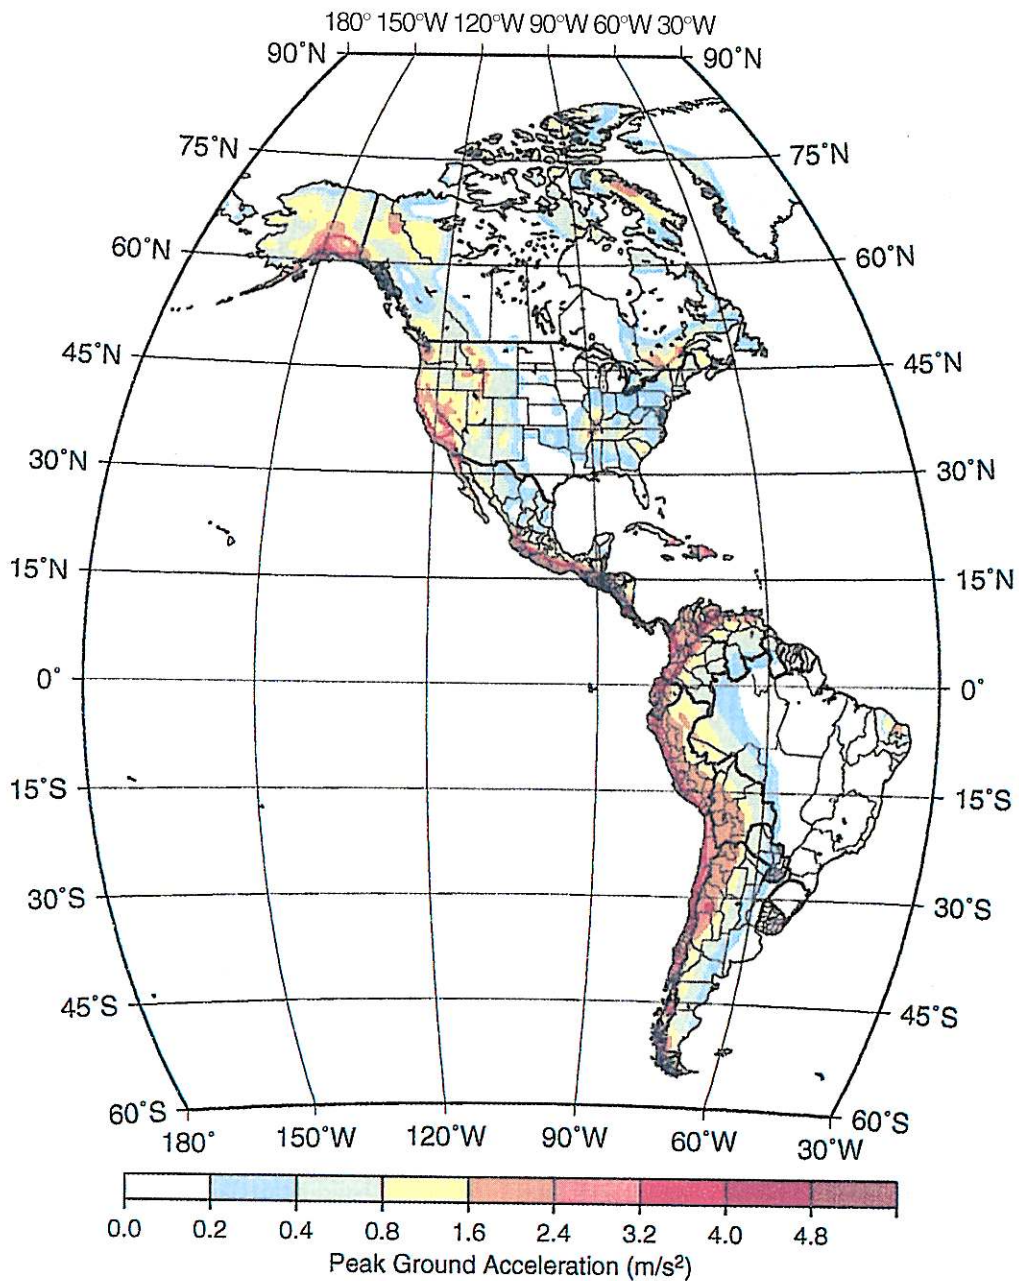 180° 150°W 120°W 90°W 60°W 30°W
90°N 90°N
75°N 75°N
60°N 60°N
45°N 45°N
30°N 30°N
15°N 15°N
0° 0°
15°S 15°S
30°S 30°S
45°S 45°S
60°S 60°S
180° 150°W 120°W 90°W 60°W 30°W
0.0 0.2 0.4 0.8 1.6 2.4 3.2 4.0 4.8
Peak Ground Acceleration (m/s²)